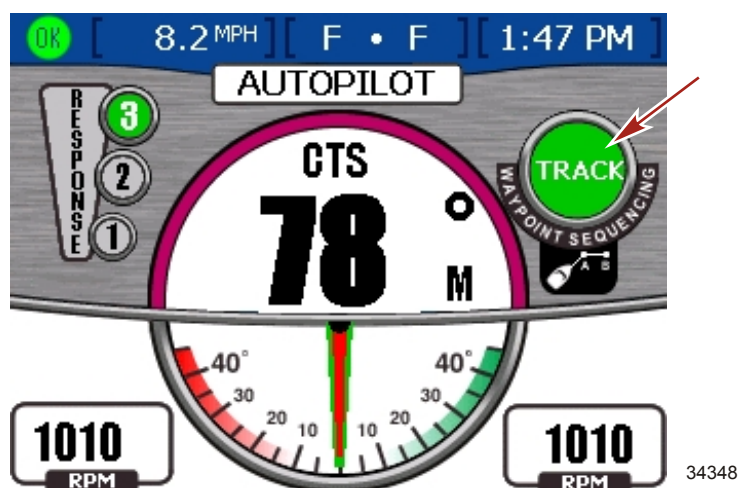 OK [ 8.2 MPH ][ F • F ][ 1:47 PM ]
AUTOPILOT
RESPONSE
3
2
1
CTS
78 °
M
TRACK
WAYPOINT SEQUENCING
A B
40° 40°
30 30
20 10 10 20
1010
RPM
1010
RPM
34348